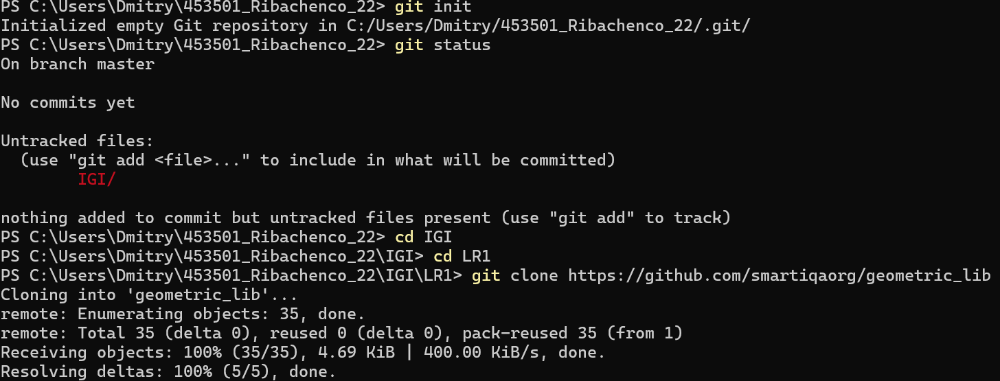 PS C:\Users\Dmitry\453501_Ribachenco_22> git init
Initialized empty Git repository in C:/Users/Dmitry/453501_Ribachenco_22/.git/
PS C:\Users\Dmitry\453501_Ribachenco_22> git status
On branch master
No commits yet
Untracked files:
  (use "git add <file>..." to include in what will be committed)
        IGI/
nothing added to commit but untracked files present (use "git add" to track)
PS C:\Users\Dmitry\453501_Ribachenco_22> cd IGI
PS C:\Users\Dmitry\453501_Ribachenco_22\IGI> cd LR1
PS C:\Users\Dmitry\453501_Ribachenco_22\IGI\LR1> git clone https://github.com/smartiqaorg/geometric_lib
Cloning into 'geometric_lib'...
remote: Enumerating objects: 35, done.
remote: Total 35 (delta 0), reused 0 (delta 0), pack-reused 35 (from 1)
Receiving objects: 100% (35/35), 4.69 KiB | 400.00 KiB/s, done.
Resolving deltas: 100% (5/5), done.